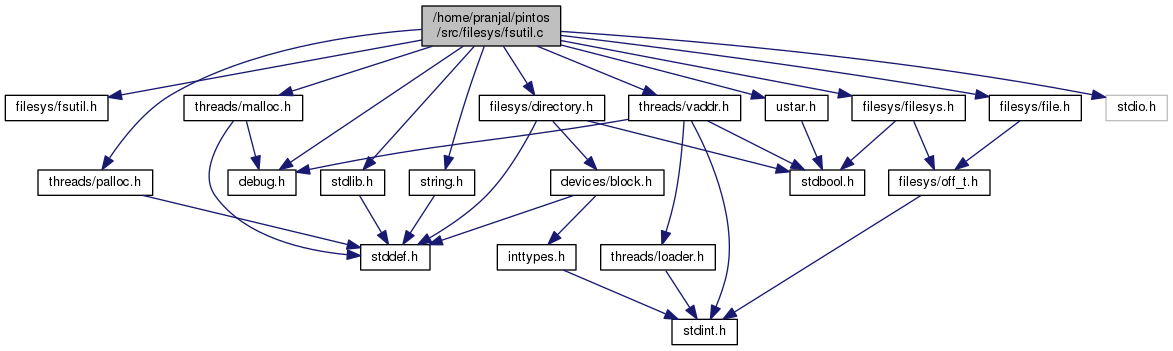 /home/pranjal/pintos
/src/filesys/fsutil.c
filesys/fsutil.h
threads/malloc.h
filesys/directory.h
threads/vaddr.h
ustar.h
filesys/filesys.h
filesys/file.h
stdio.h
threads/palloc.h
debug.h
stdlib.h
string.h
devices/block.h
stdbool.h
filesys/off_t.h
stddef.h
inttypes.h
threads/loader.h
stdint.h